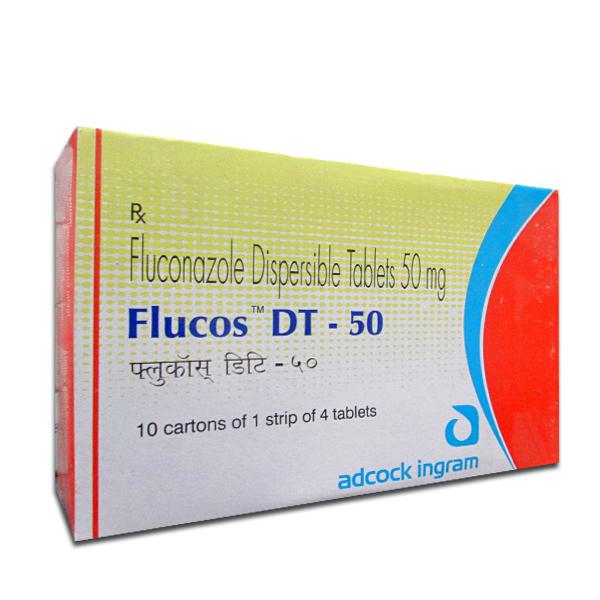 Rx
Fluconazole Dispersible Tablets 50 mg
Flucos™ DT - 50
फ्लुकॉस् डिटि - ५०
10 cartons of 1 strip of 4 tablets
adcock ingram